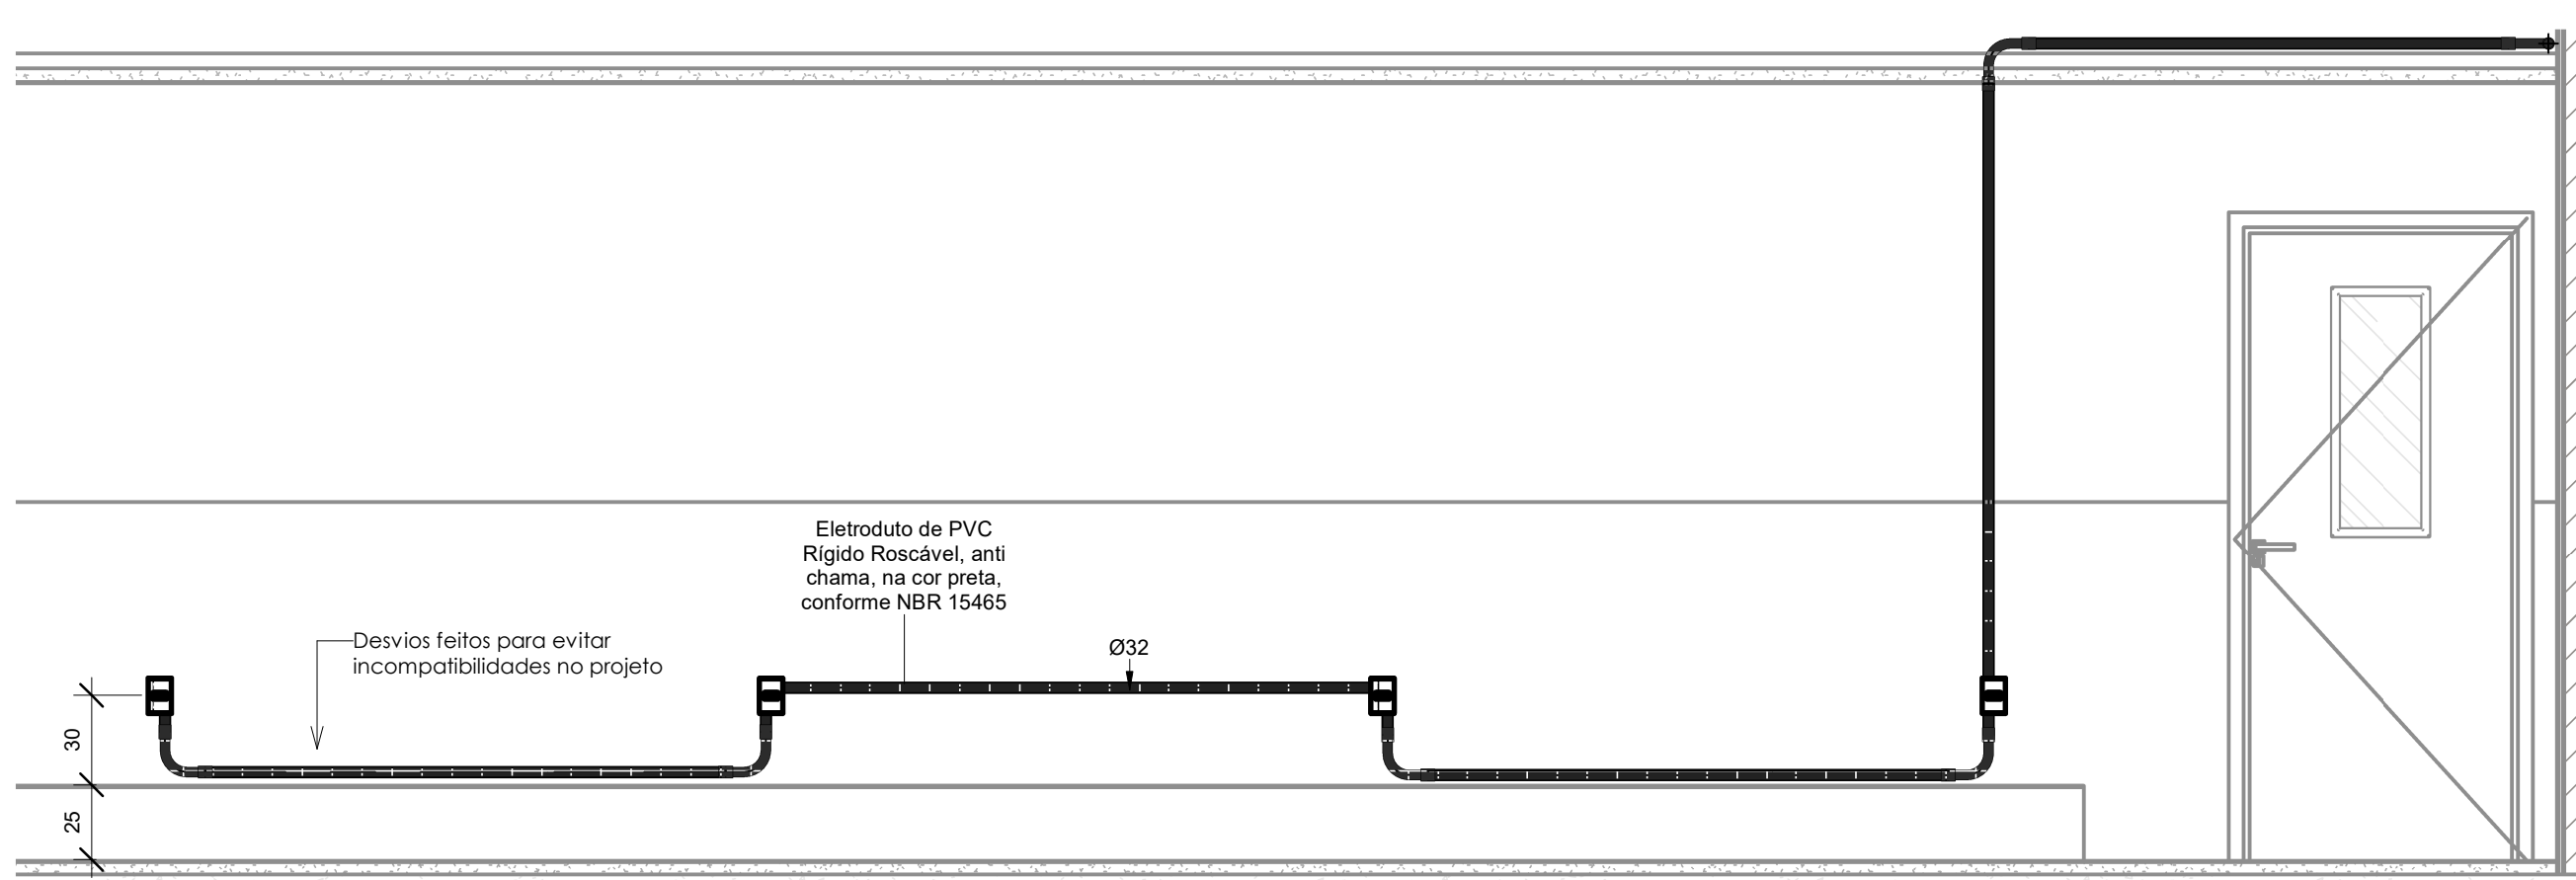 Eletroduto de PVC
Rígido Roscável, anti
chama, na cor preta,
conforme NBR 15465
Desvios feitos para evitar
incompatibilidades no projeto
Ø32
30
25